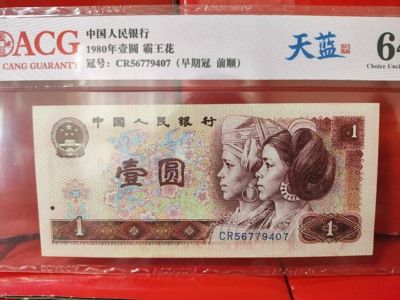 ACG
CANG GUARANTY
中国人民银行
1980年壹圆 霸王花
冠号: CR56779407 (早期冠 前顺)
天蓝
64
Choice Unci
中国人民银行
1
壹圆
1
1
CR56779407